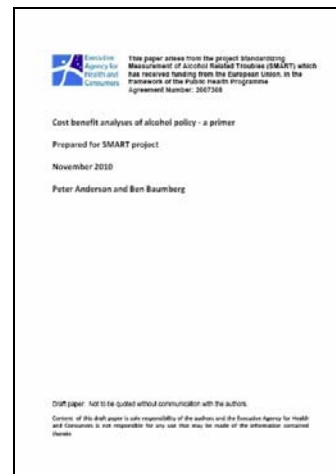 Executive
Agency for
Health and
Consumers
This paper arises from the project Standardizing
Measurement of Alcohol Related Troubles (SMART) which
has received funding from the European Union, in the
framework of the Public Health Programme
Agreement Number: 2007308
Cost benefit analyses of alcohol policy - a primer
Prepared for SMART project
November 2010
Peter Anderson and Ben Baumberg
Draft paper: Not to be quoted without communication with the authors.
Content of this draft paper is sole responsibility of the authors and the Executive Agency for Health
and Consumers is not responsible for any use that may be made of the information contained
therein